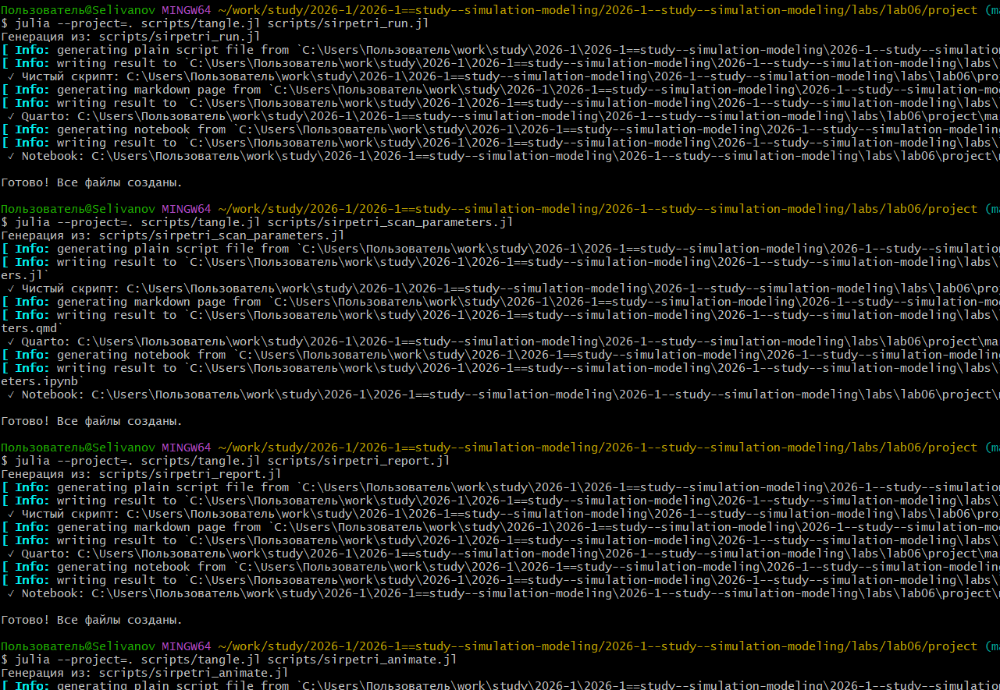 Пользователь@Selivanov MINGW64 ~/work/study/2026-1/2026-1==study--simulation-modeling/2026-1--study--simulation-modeling/labs/lab06/project (ma
$ julia --project=. scripts/tangle.jl scripts/sirpetri_run.jl
Генерация из: scripts/sirpetri_run.jl
[ Info: generating plain script file from `C:\Users\Пользователь\work\study\2026-1\2026-1==study--simulation-modeling\2026-1--study--simulation
[ Info: writing result to `C:\Users\Пользователь\work\study\2026-1\2026-1==study--simulation-modeling\2026-1--study--simulation-modeling\labs\
✓ Чистый скрипт: C:\Users\Пользователь\work\study\2026-1\2026-1==study--simulation-modeling\2026-1--study--simulation-modeling\labs\lab06\pro
[ Info: generating markdown page from `C:\Users\Пользователь\work\study\2026-1\2026-1==study--simulation-modeling\2026-1--study--simulation-mo
[ Info: writing result to `C:\Users\Пользователь\work\study\2026-1\2026-1==study--simulation-modeling\2026-1--study--simulation-modeling\labs\
✓ Quarto: C:\Users\Пользователь\work\study\2026-1\2026-1==study--simulation-modeling\2026-1--study--simulation-modeling\labs\lab06\project\ma
[ Info: generating notebook from `C:\Users\Пользователь\work\study\2026-1\2026-1==study--simulation-modeling\2026-1--study--simulation-modeling
[ Info: writing result to `C:\Users\Пользователь\work\study\2026-1\2026-1==study--simulation-modeling\2026-1--study--simulation-modeling\labs\
✓ Notebook: C:\Users\Пользователь\work\study\2026-1\2026-1==study--simulation-modeling\2026-1--study--simulation-modeling\labs\lab06\project\
Готово! Все файлы созданы.
Пользователь@Selivanov MINGW64 ~/work/study/2026-1/2026-1==study--simulation-modeling/2026-1--study--simulation-modeling/labs/lab06/project (ma
$ julia --project=. scripts/tangle.jl scripts/sirpetri_scan_parameters.jl
Генерация из: scripts/sirpetri_scan_parameters.jl
[ Info: generating plain script file from `C:\Users\Пользователь\work\study\2026-1\2026-1==study--simulation-modeling\2026-1--study--simulation
[ Info: writing result to `C:\Users\Пользователь\work\study\2026-1\2026-1==study--simulation-modeling\2026-1--study--simulation-modeling\labs\
ers.jl`
✓ Чистый скрипт: C:\Users\Пользователь\work\study\2026-1\2026-1==study--simulation-modeling\2026-1--study--simulation-modeling\labs\lab06\pro
[ Info: generating markdown page from `C:\Users\Пользователь\work\study\2026-1\2026-1==study--simulation-modeling\2026-1--study--simulation-mo
[ Info: writing result to `C:\Users\Пользователь\work\study\2026-1\2026-1==study--simulation-modeling\2026-1--study--simulation-modeling\labs\
ters.qmd`
✓ Quarto: C:\Users\Пользователь\work\study\2026-1\2026-1==study--simulation-modeling\2026-1--study--simulation-modeling\labs\lab06\project\ma
[ Info: generating notebook from `C:\Users\Пользователь\work\study\2026-1\2026-1==study--simulation-modeling\2026-1--study--simulation-modeling
[ Info: writing result to `C:\Users\Пользователь\work\study\2026-1\2026-1==study--simulation-modeling\2026-1--study--simulation-modeling\labs\
eters.ipynb`
✓ Notebook: C:\Users\Пользователь\work\study\2026-1\2026-1==study--simulation-modeling\2026-1--study--simulation-modeling\labs\lab06\project\
Готово! Все файлы созданы.
Пользователь@Selivanov MINGW64 ~/work/study/2026-1/2026-1==study--simulation-modeling/2026-1--study--simulation-modeling/labs/lab06/project (ma
$ julia --project=. scripts/tangle.jl scripts/sirpetri_report.jl
Генерация из: scripts/sirpetri_report.jl
[ Info: generating plain script file from `C:\Users\Пользователь\work\study\2026-1\2026-1==study--simulation-modeling\2026-1--study--simulation
[ Info: writing result to `C:\Users\Пользователь\work\study\2026-1\2026-1==study--simulation-modeling\2026-1--study--simulation-modeling\labs\
✓ Чистый скрипт: C:\Users\Пользователь\work\study\2026-1\2026-1==study--simulation-modeling\2026-1--study--simulation-modeling\labs\lab06\pro
[ Info: generating markdown page from `C:\Users\Пользователь\work\study\2026-1\2026-1==study--simulation-modeling\2026-1--study--simulation-mo
[ Info: writing result to `C:\Users\Пользователь\work\study\2026-1\2026-1==study--simulation-modeling\2026-1--study--simulation-modeling\labs\
✓ Quarto: C:\Users\Пользователь\work\study\2026-1\2026-1==study--simulation-modeling\2026-1--study--simulation-modeling\labs\lab06\project\ma
[ Info: generating notebook from `C:\Users\Пользователь\work\study\2026-1\2026-1==study--simulation-modeling\2026-1--study--simulation-modeling
[ Info: writing result to `C:\Users\Пользователь\work\study\2026-1\2026-1==study--simulation-modeling\2026-1--study--simulation-modeling\labs\
✓ Notebook: C:\Users\Пользователь\work\study\2026-1\2026-1==study--simulation-modeling\2026-1--study--simulation-modeling\labs\lab06\project\
Готово! Все файлы созданы.
Пользователь@Selivanov MINGW64 ~/work/study/2026-1/2026-1==study--simulation-modeling/2026-1--study--simulation-modeling/labs/lab06/project (ma
$ julia --project=. scripts/tangle.jl scripts/sirpetri_animate.jl
Генерация из: scripts/sirpetri_animate.jl
[ Info: generating plain script file from `C:\Users\Пользователь\work\study\2026-1\2026-1==study--simulation-modeling\2026-1--study--simulation